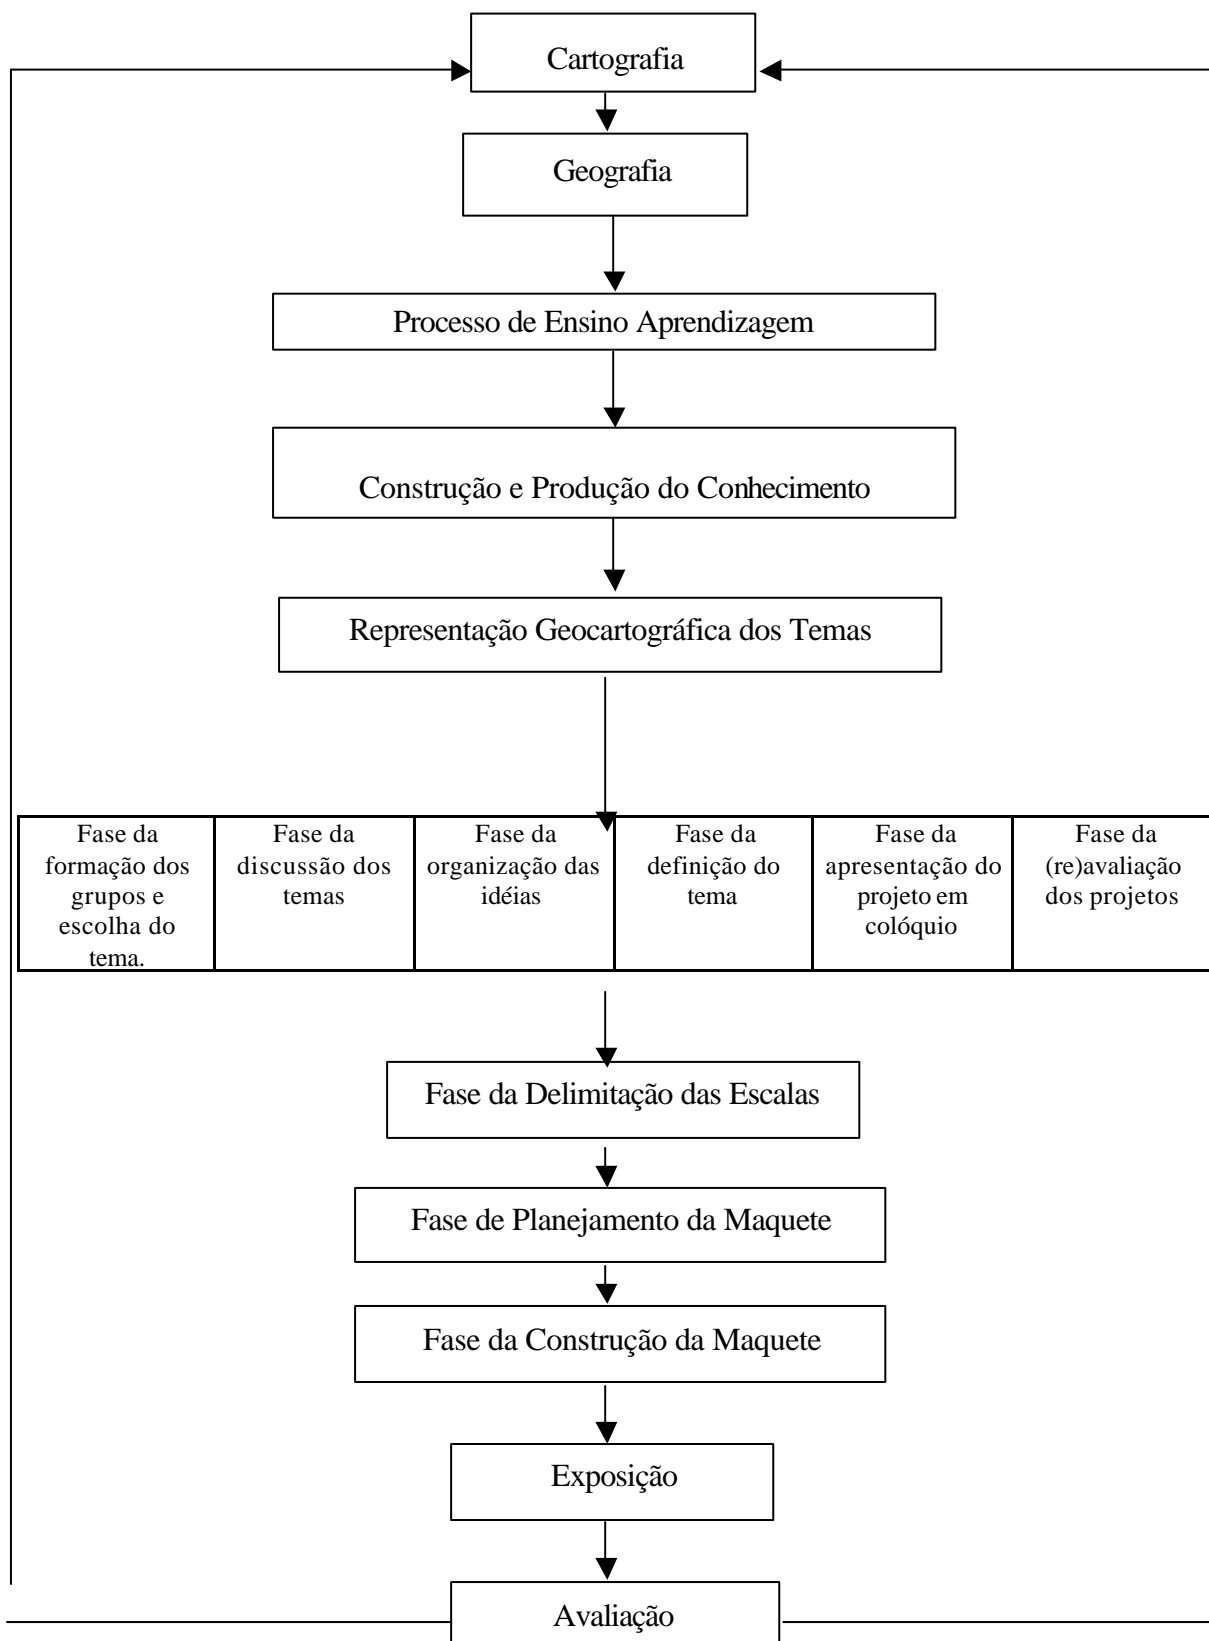 Cartografia
Geografia
Processo de Ensino Aprendizagem
Construção e Produção do Conhecimento
Representação Geocartográfica dos Temas
Fase da
formação dos
grupos e
escolha do
tema.
Fase da
discussão dos
temas
Fase da
organização das
idéias
Fase da
definição do
tema
Fase da
apresentação do
projeto em
colóquio
Fase da
(re)avaliação
dos projetos
Fase da Delimitação das Escalas
Fase de Planejamento da Maquete
Fase da Construção da Maquete
Exposição
Avaliação